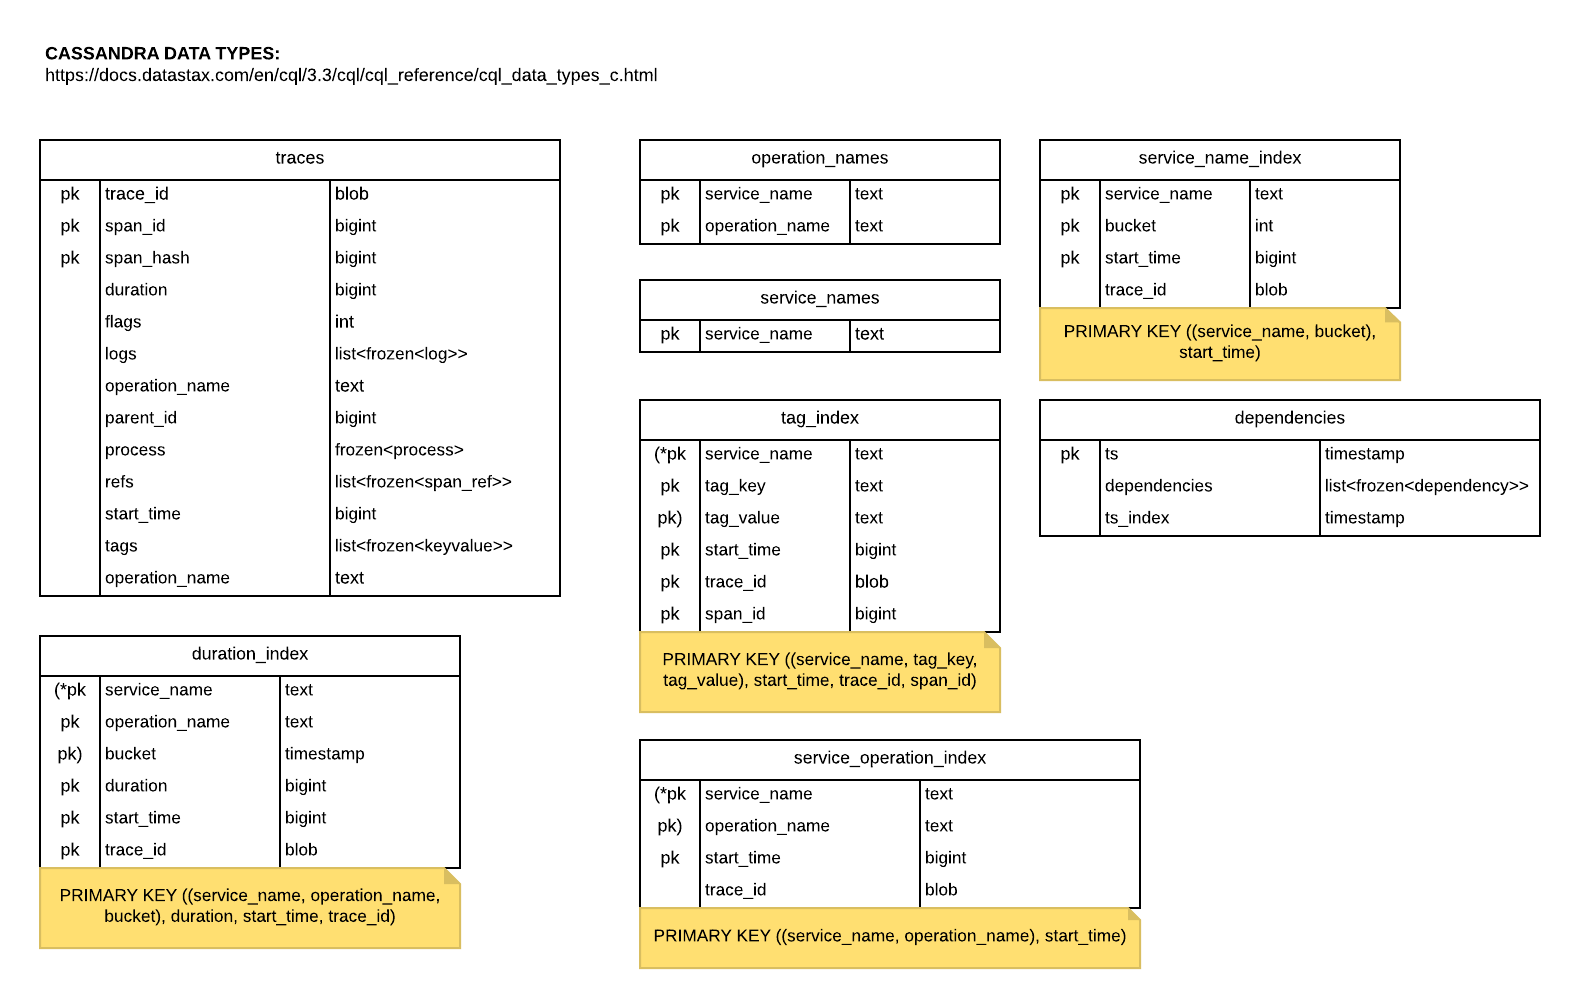 CASSANDRA DATA TYPES:
https://docs.datastax.com/en/cql/3.3/cql/cql_reference/cql_data_types_c.html
traces
pk trace_id blob
pk span_id bigint
pk span_hash bigint
duration bigint
flags int
logs list<frozen<log>>
operation_name text
parent_id bigint
process frozen<process>
refs list<frozen<span_ref>>
start_time bigint
tags list<frozen<keyvalue>>
operation_name text
duration_index
(*pk service_name text
pk operation_name text
pk) bucket timestamp
pk duration bigint
pk start_time bigint
pk trace_id blob
PRIMARY KEY ((service_name, operation_name,
bucket), duration, start_time, trace_id)
operation_names
pk service_name text
pk operation_name text
service_names
pk service_name text
tag_index
(*pk service_name text
pk tag_key text
pk) tag_value text
pk start_time bigint
pk trace_id blob
pk span_id bigint
PRIMARY KEY ((service_name, tag_key,
tag_value), start_time, trace_id, span_id)
service_operation_index
(*pk service_name text
pk) operation_name text
pk start_time bigint
trace_id blob
PRIMARY KEY ((service_name, operation_name), start_time)
service_name_index
pk service_name text
pk bucket int
pk start_time bigint
trace_id blob
PRIMARY KEY ((service_name, bucket),
start_time)
dependencies
pk ts timestamp
dependencies list<frozen<dependency>>
ts_index timestamp